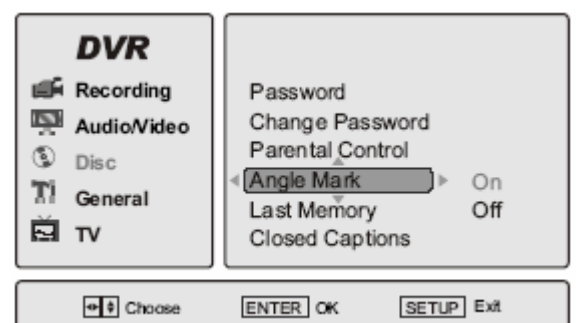 DVR
Recording
Audio/Video
Disc
General
TV
Password
Change Password
Parental Control
Angle Mark On
Last Memory Off
Closed Captions
Choose ENTER OK SETUP Exit